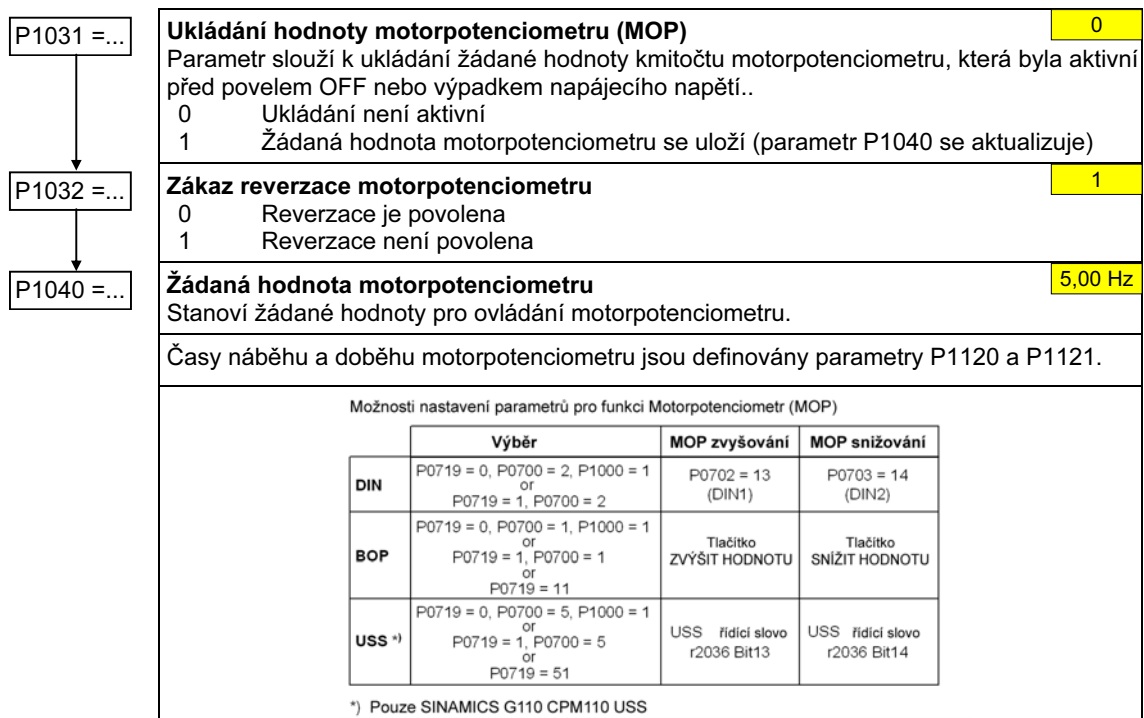 P1031 =...
Ukládání hodnoty motorpotenciometru (MOP)
0
Parametr slouží k ukládání žádané hodnoty kmitočtu motorpotenciometru, která byla aktivní
před povelem OFF nebo výpadkem napájecího napětí..
0 Ukládání není aktivní
1 Žádaná hodnota motorpotenciometru se uloží (parametr P1040 se aktualizuje)
P1032 =...
Zákaz reverzace motorpotenciometru
1
0 Reverzace je povolena
1 Reverzace není povolena
P1040 =...
Žádaná hodnota motorpotenciometru
5,00 Hz
Stanoví žádané hodnoty pro ovládání motorpotenciometru.
Časy náběhu a doběhu motorpotenciometru jsou definovány parametry P1120 a P1121.
Možnosti nastavení parametrů pro funkci Motorpotenciometr (MOP)
Výběr
MOP zvyšování
MOP snižování
DIN
P0719 = 0, P0700 = 2, P1000 = 1
or
P0719 = 1, P0700 = 2
P0702 = 13
(DIN1)
P0703 = 14
(DIN2)
BOP
P0719 = 0, P0700 = 1, P1000 = 1
or
P0719 = 1, P0700 = 1
or
P0719 = 11
Tlačítko
ZVÝŠIT HODNOTU
Tlačítko
SNÍŽIT HODNOTU
USS *)
P0719 = 0, P0700 = 5, P1000 = 1
or
P0719 = 1, P0700 = 5
or
P0719 = 51
USS řídící slovo
r2036 Bit13
USS řídící slovo
r2036 Bit14
*) Pouze SINAMICS G110 CPM110 USS